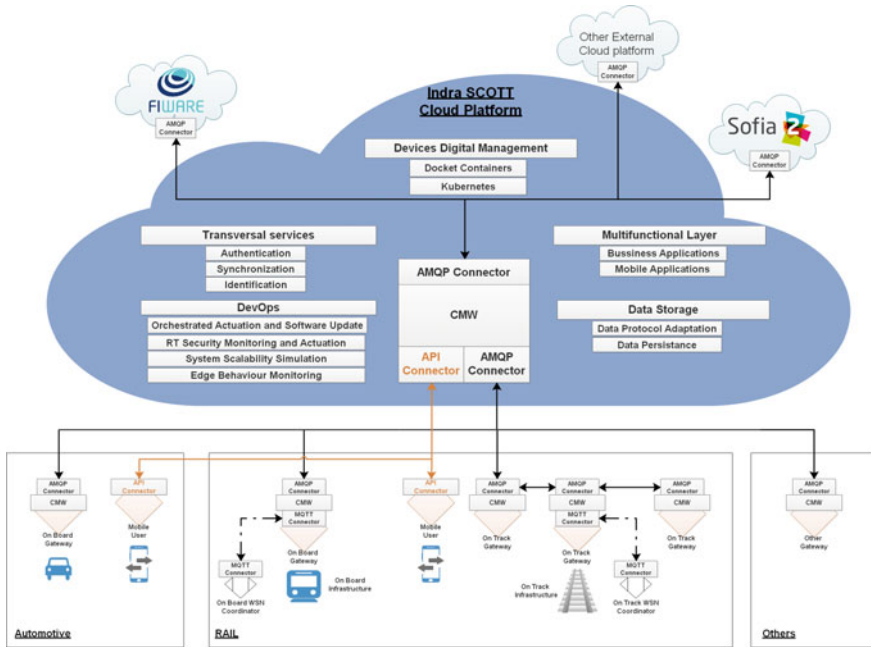 Other External
Cloud platform
AMQP
Connector
FIWARE
AMQP
Connector
Indra SCOTT
Cloud Platform
Sofia 2
AMQP
Connector
Devices Digital Management
Docket Containers
Kubernetes
Transversal services
Authentication
Synchronization
Identification
Multifunctional Layer
Bussiness Applications
Mobile Applications
AMQP Connector
CMW
API
Connector
AMQP
Connector
DevOps
Orchestrated Actuation and Software Update
RT Security Monitoring and Actuation
System Scalability Simulation
Edge Behaviour Monitoring
Data Storage
Data Protocol Adaptation
Data Persistance
AMQP
Connector
CMW
On Board
Gateway
API
Connector
Mobile
User
Automotive
AMQP
Connector
CMW
MQTT
Connector
On Board
Gateway
MQTT
Connector
On Board WSN
Coordinator
On Board
Infrastructure
API
Connector
Mobile
User
AMQP
Connector
CMW
On Track
Gateway
AMQP
Connector
CMW
MQTT
Connector
On Track
Gateway
On Track
Infrastructure
MQTT
Connector
On Track WSN
Coordinator
AMQP
Connector
CMW
On Track
Gateway
RAIL
AMQP
Connector
CMW
Other
Gateway
Others